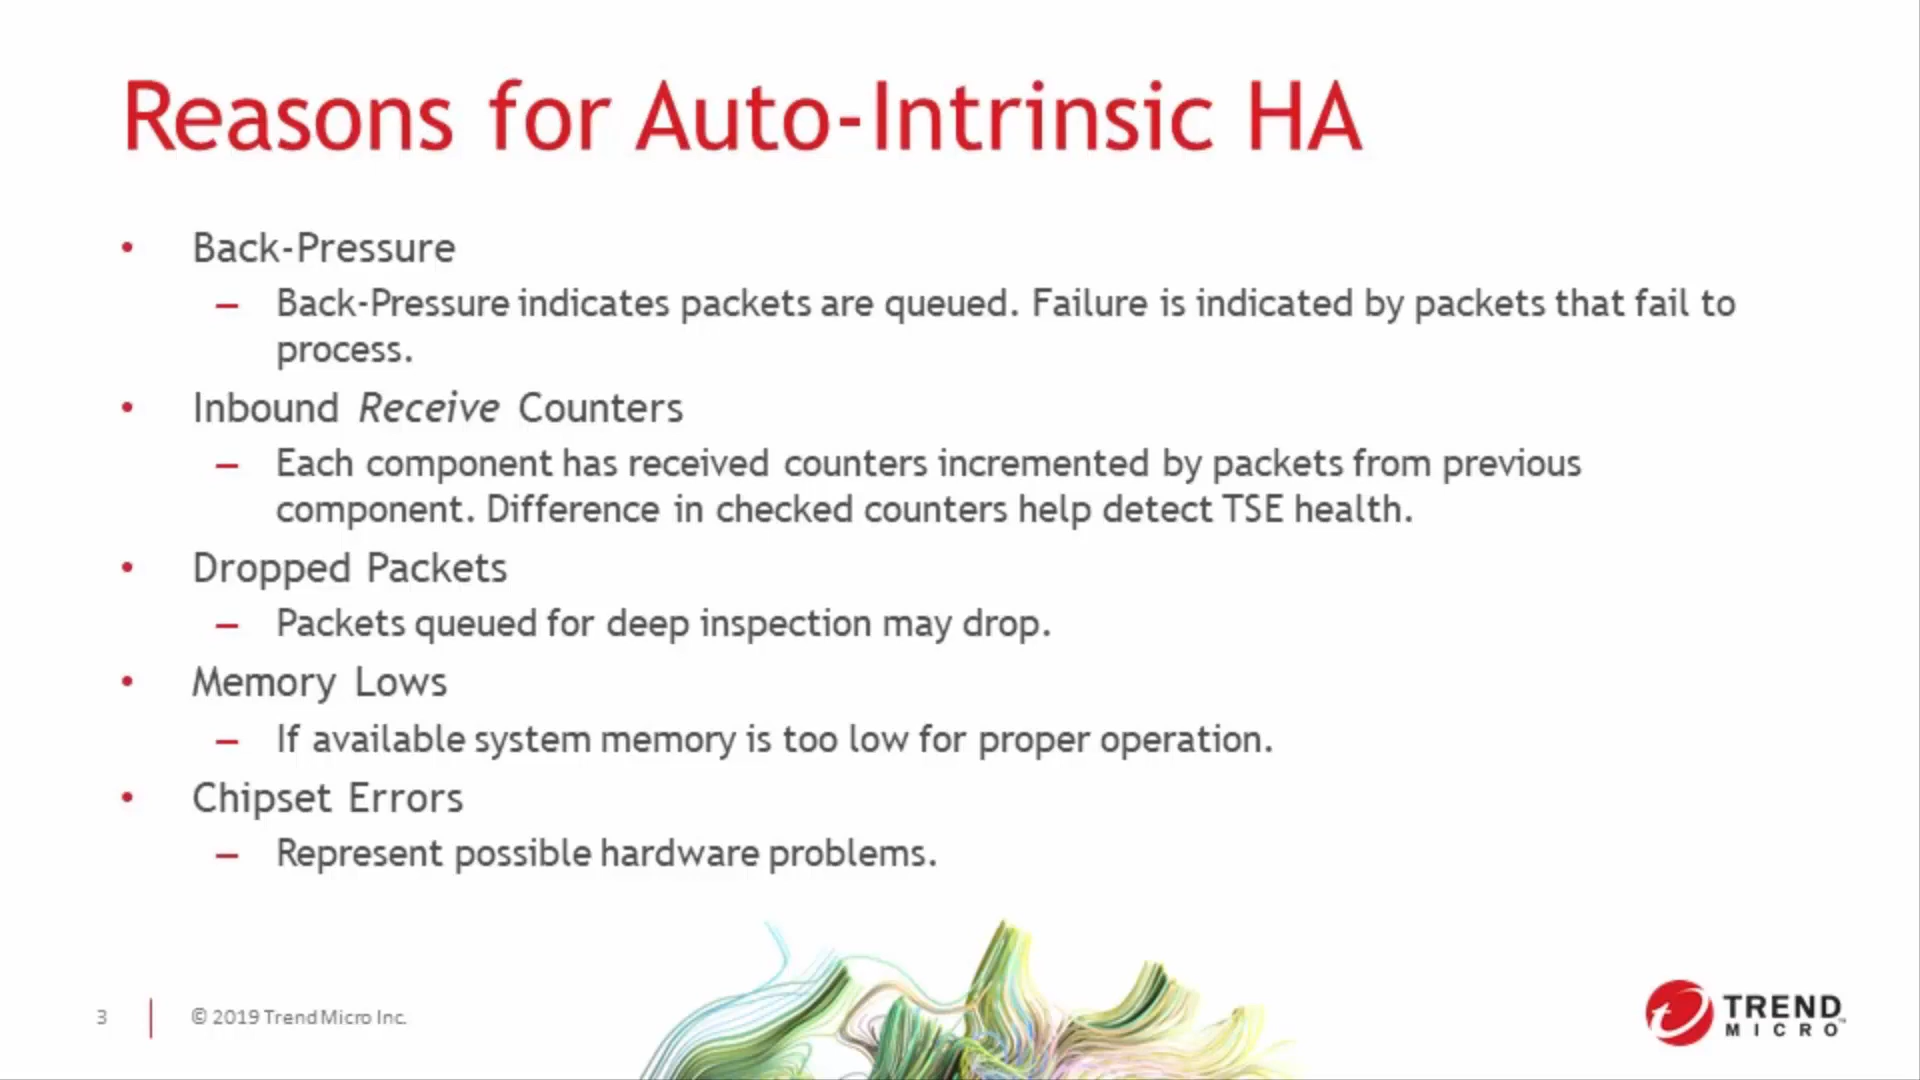 Reasons for Auto-Intrinsic HA
• Back-Pressure
– Back-Pressure indicates packets are queued. Failure is indicated by packets that fail to
process.
• Inbound Receive Counters
– Each component has received counters incremented by packets from previous
component. Difference in checked counters help detect TSE health.
• Dropped Packets
– Packets queued for deep inspection may drop.
• Memory Lows
– If available system memory is too low for proper operation.
• Chipset Errors
– Represent possible hardware problems.
3
© 2019 Trend Micro Inc.
TREND
MICRO™